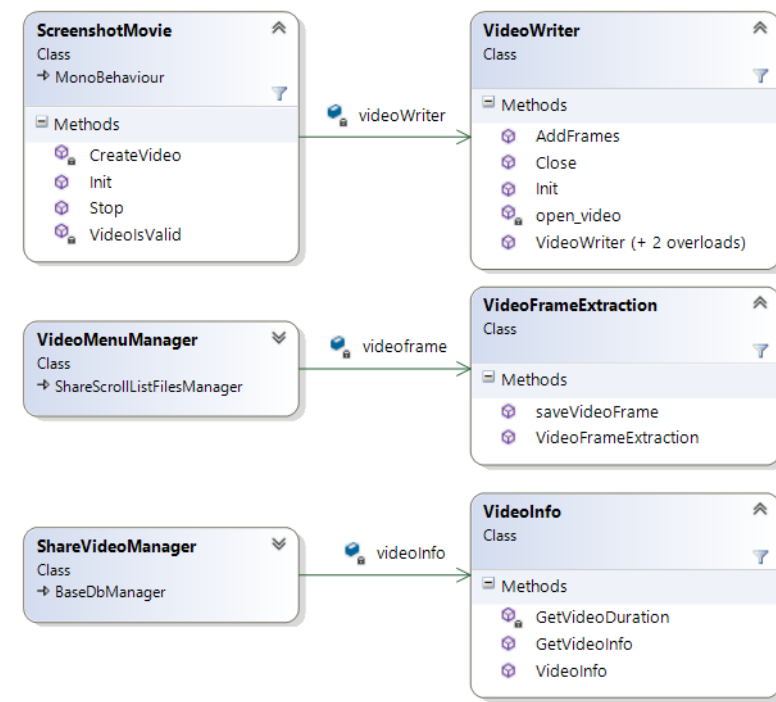 ScreenshotMovie
Class
MonoBehaviour
Methods
CreateVideo
Init
Stop
VideoIsValid
videoWriter
VideoWriter
Class
Methods
AddFrames
Close
Init
open_video
VideoWriter (+ 2 overloads)
VideoMenuManager
Class
ShareScrollListFilesManager
videoframe
VideoFrameExtraction
Class
Methods
saveVideoFrame
VideoFrameExtraction
ShareVideoManager
Class
BaseDbManager
videoInfo
VideoInfo
Class
Methods
GetVideoDuration
GetVideoInfo
VideoInfo